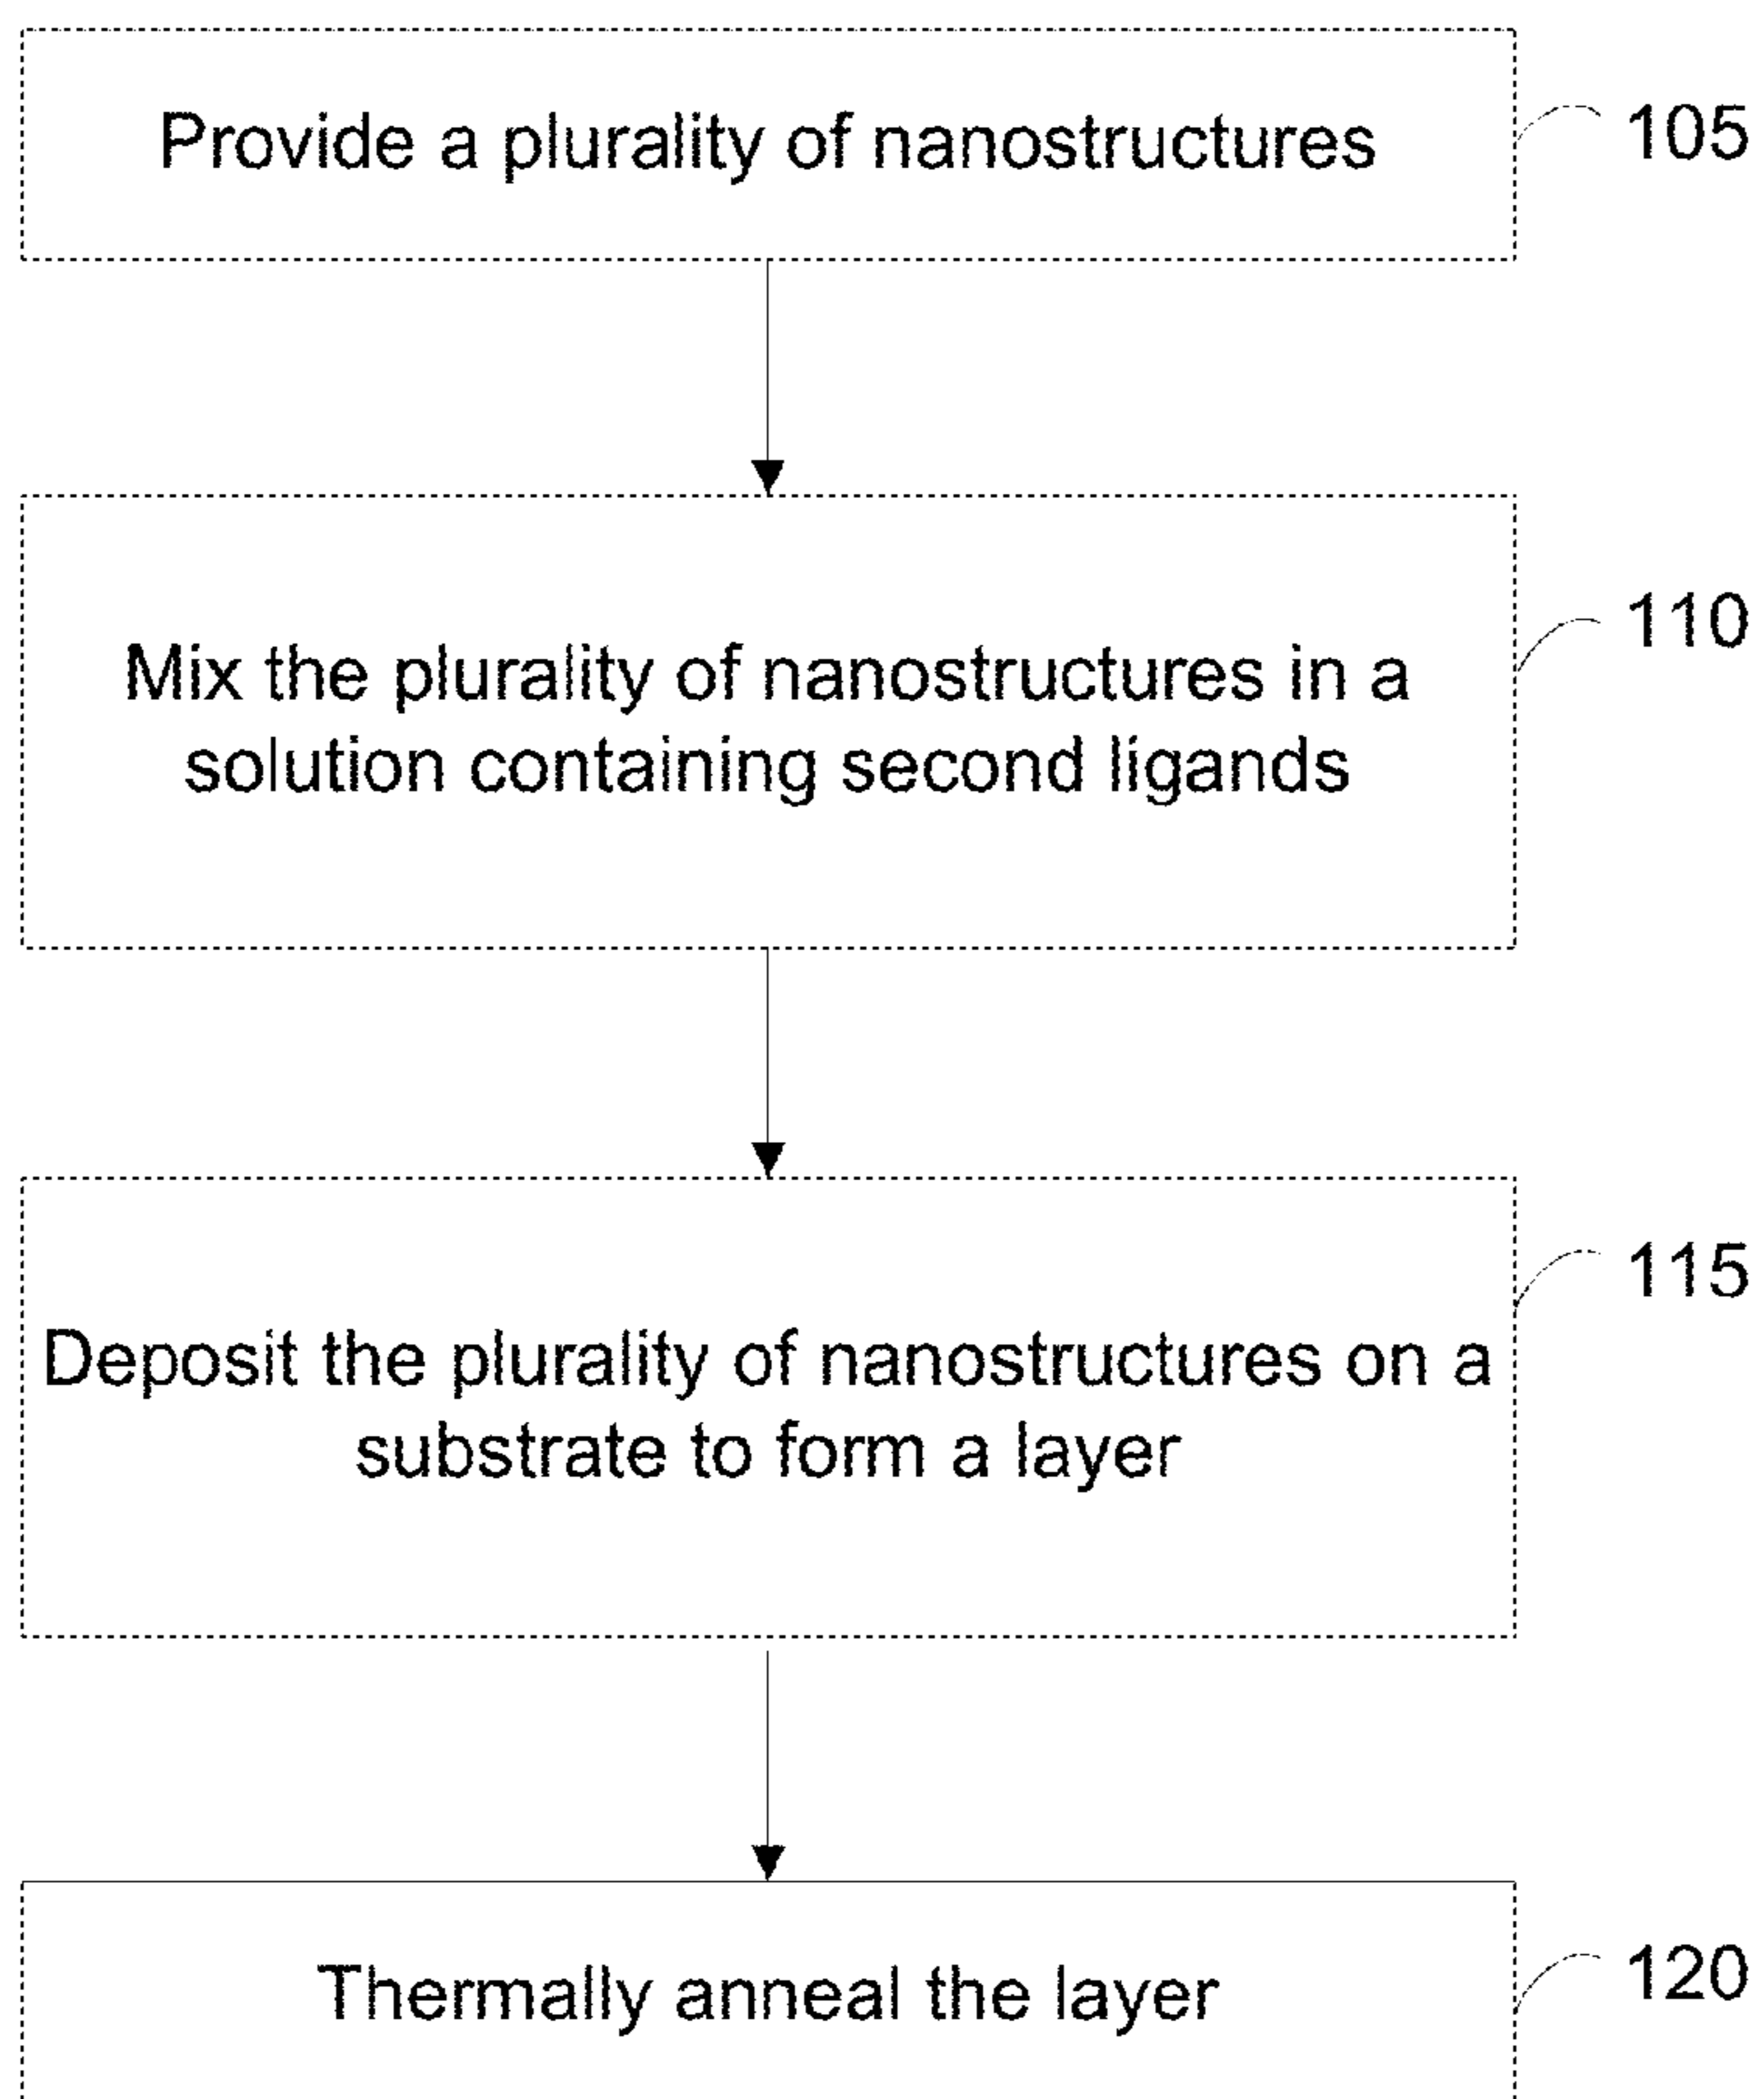 Provide a plurality of nanostructures
105
Mix the plurality of nanostructures in a
solution containing second ligands
110
Deposit the plurality of nanostructures on a
substrate to form a layer
115
Thermally anneal the layer
120